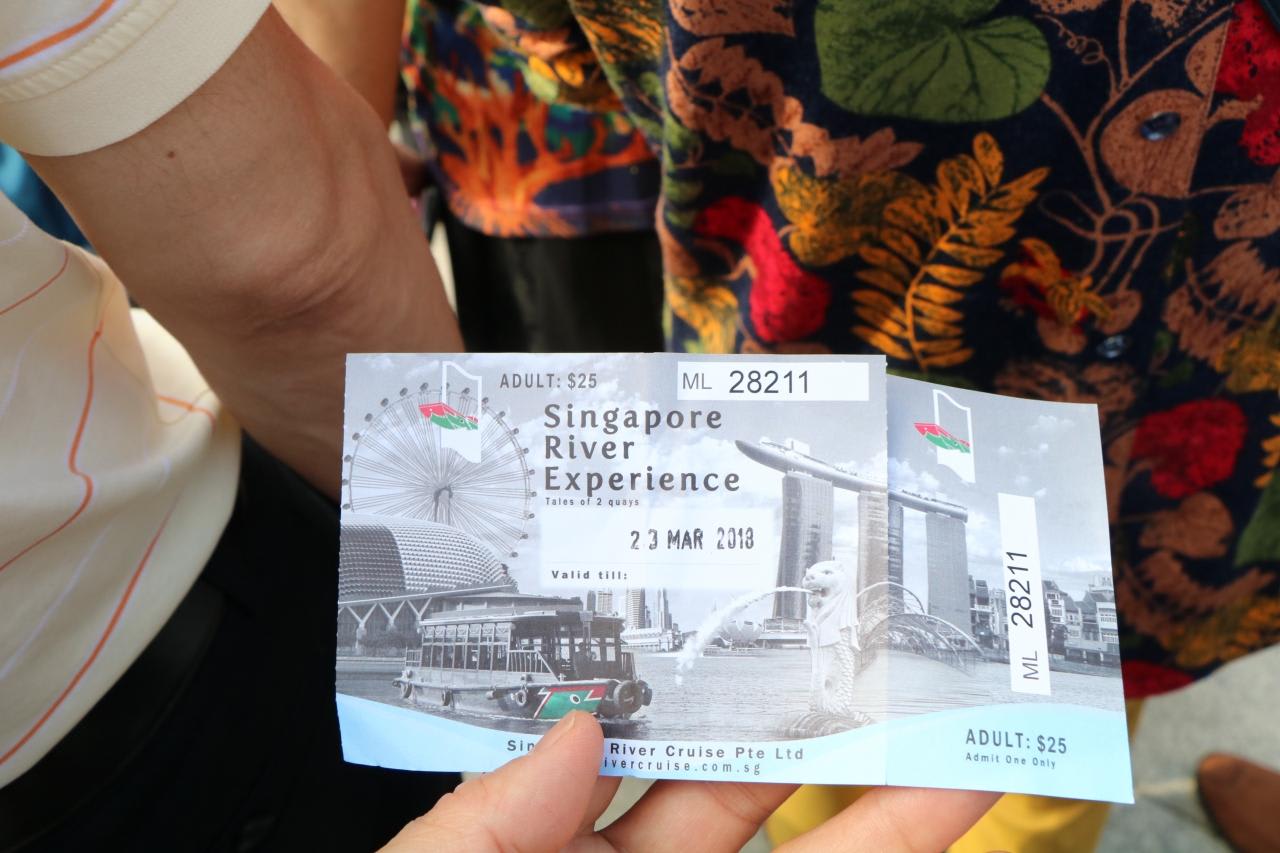 ADULT: $25
ML 28211
Singapore
River
Experience
Tales of 2 quays
23 MAR 2018
Valid till:
River Cruise Pte Ltd
ivercruise.com.sg
ML 28211
ADULT: $25
Admit One Only